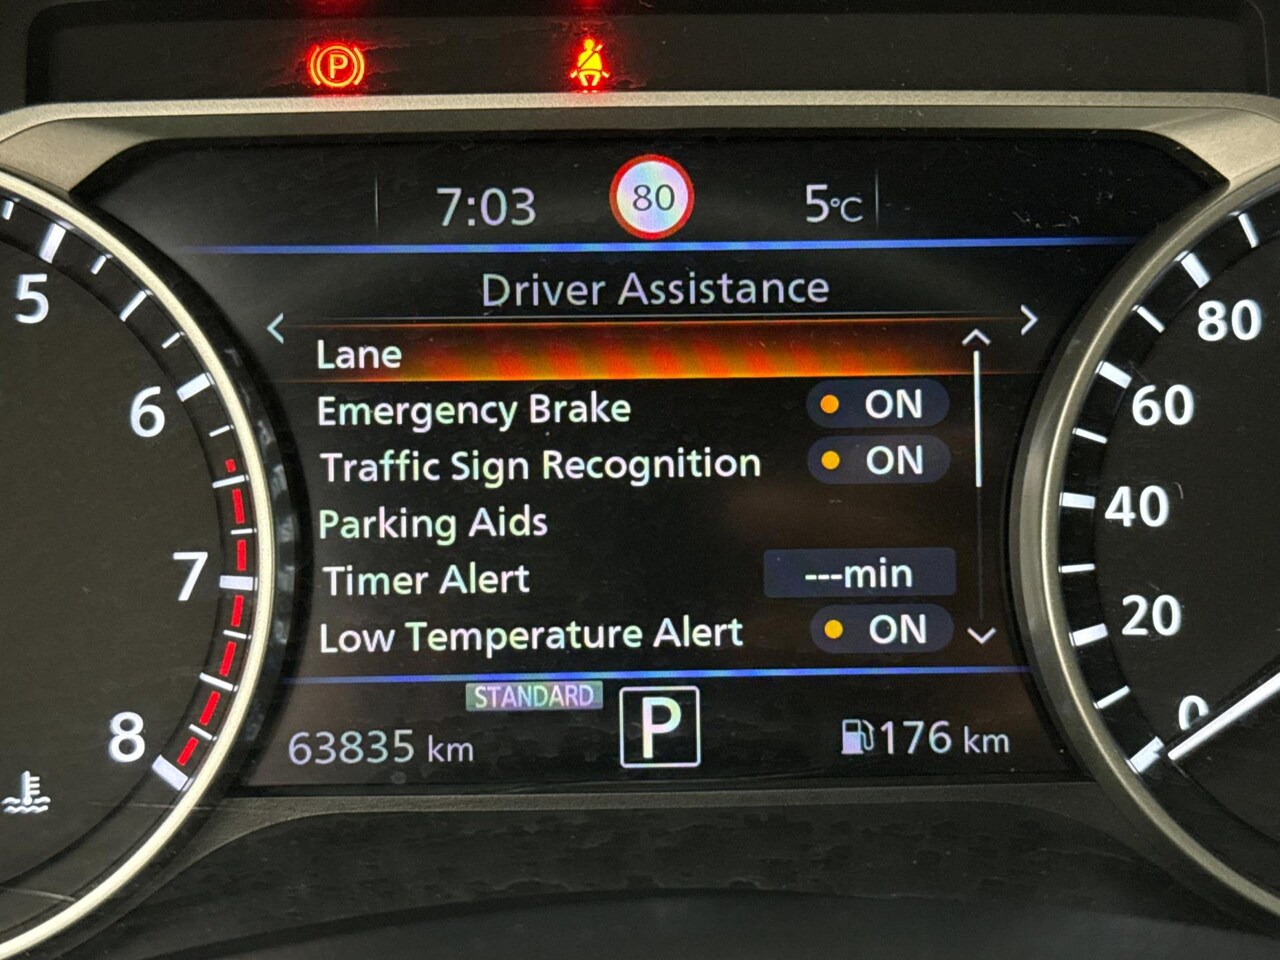 P
7:03
80
5°C
Driver Assistance
Lane
Emergency Brake ON
Traffic Sign Recognition ON
Parking Aids
Timer Alert ---min
Low Temperature Alert ON
STANDARD
P
63835 km
176 km
5
6
7
8
80
60
40
20
0